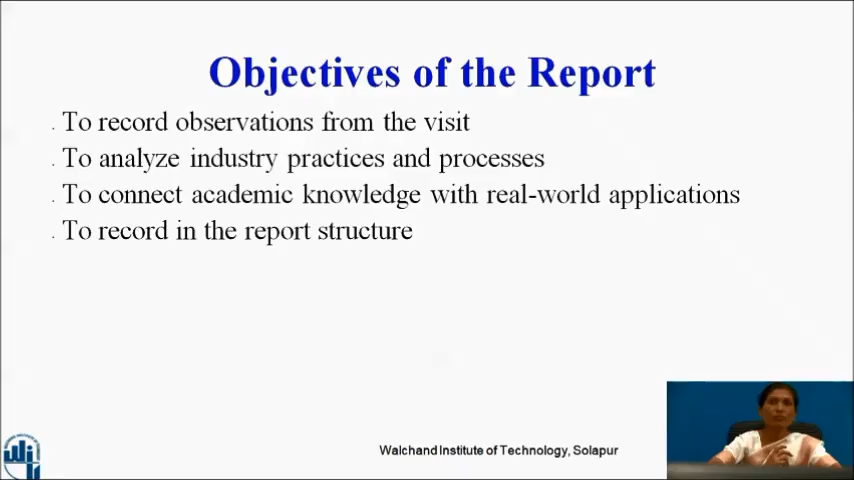 Objectives of the Report
. To record observations from the visit
. To analyze industry practices and processes
. To connect academic knowledge with real-world applications
. To record in the report structure
Walchand Institute of Technology, Solapur